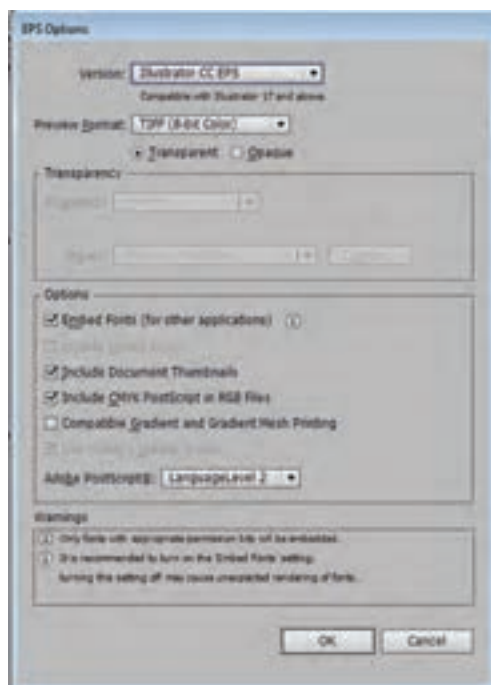 EPS Options
Version: Illustrator CC EPS
Compatible with Illustrator 17 and above
Preview Format: TIFF (8-bit Color)
Transparent Opaque
Transparency
Options
Embed Fonts (for other applications)
Include Document Thumbnails
Include CMYK PostScript in RGB Files
Compatible Gradient and Gradient Mesh Printing
Adobe PostScript®: LanguageLevel 2
Warnings
Only fonts with appropriate permission bits will be embedded.
It is recommended to turn on the Embed Fonts setting;
turning this setting off may cause unexpected rendering of fonts.
OK Cancel